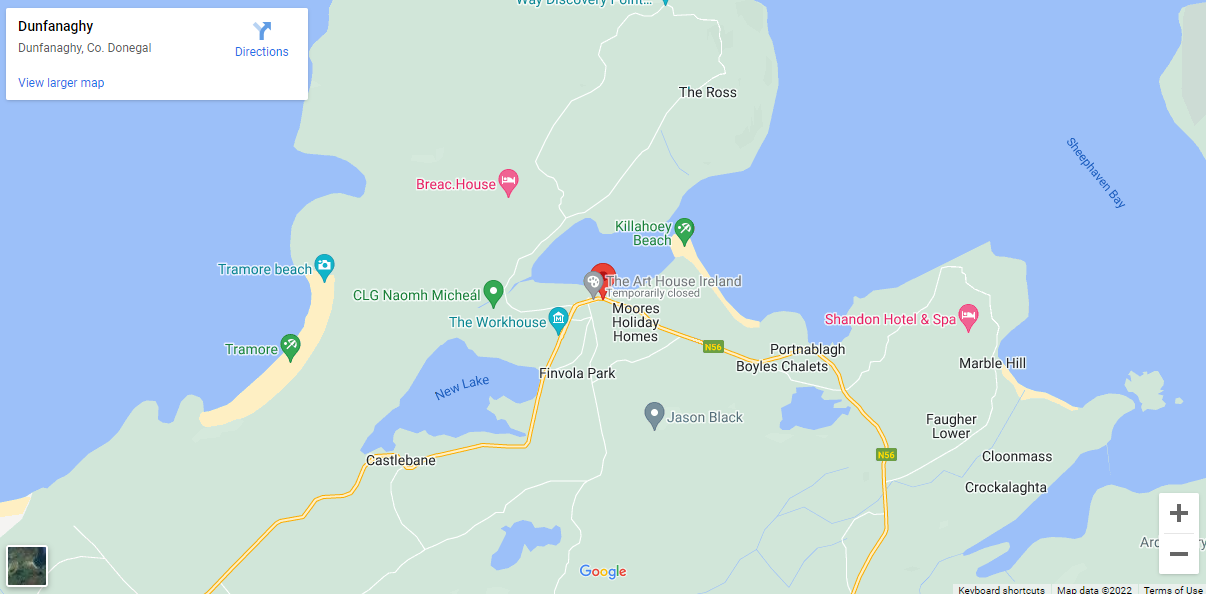 Way Discovery Point...
Dunfanaghy
Dunfanaghy, Co. Donegal
Directions
View larger map
The Ross
Sheephaven Bay
Breac.House
Killahoey
Beach
Tramore beach
The Art House Ireland
Temporarily closed
CLG Naomh Micheál
Moores
Holiday
Homes
The Workhouse
Shandon Hotel & Spa
Tramore
N56
Portnablagh
Boyles Chalets
Marble Hill
Finvola Park
New Lake
Jason Black
Faugher
Lower
Castlebane
N56
Cloonmass
Crockalaghta
Google
Keyboard shortcuts
Map data ©2022
Terms of Use